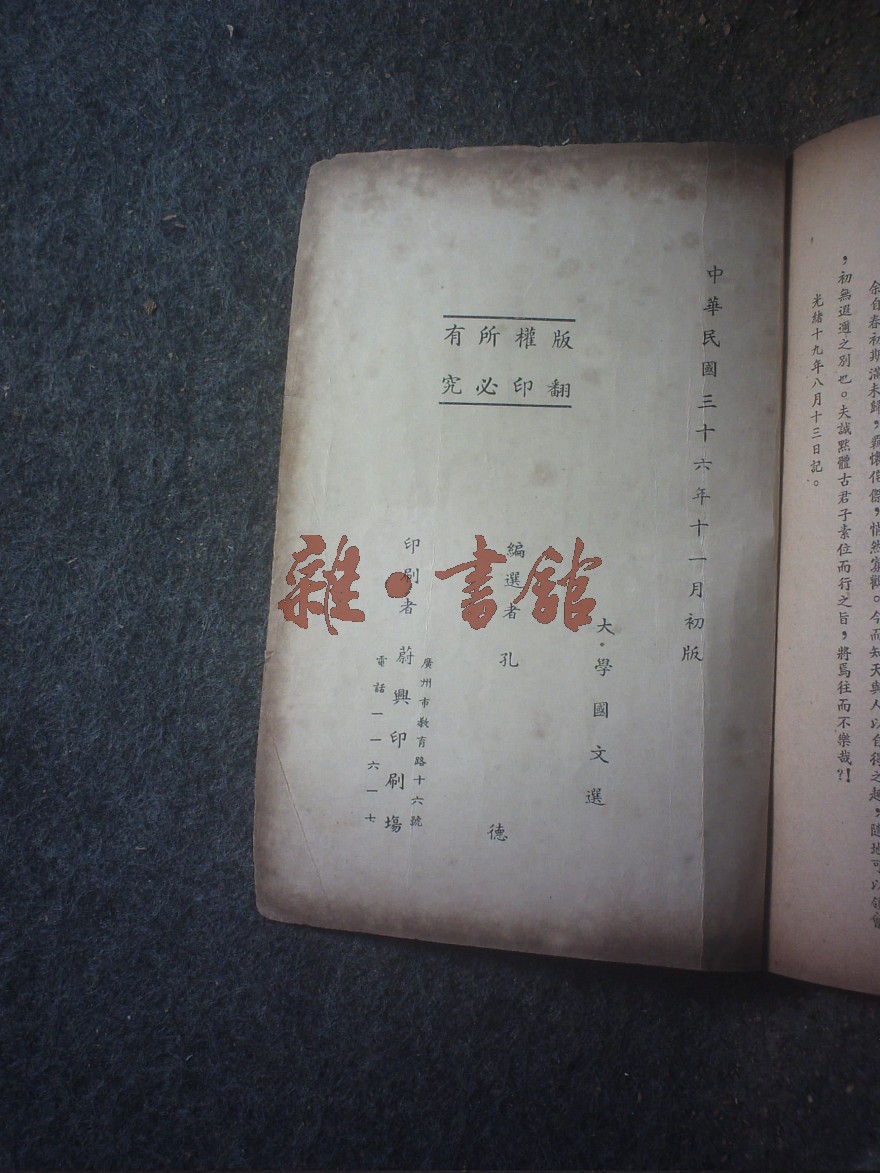 初無遐邇之別也。夫誠默體古君子素位而行之旨，將焉往而不樂哉？！
光緒十九年八月十三日記。
中華民國三十六年十一月初版
版權所有
翻印必究
大學國文選
編選者 孔 德
廣州市教育路十六號
印刷者 蔚興印刷塲
電話一一六一七
雜·書館